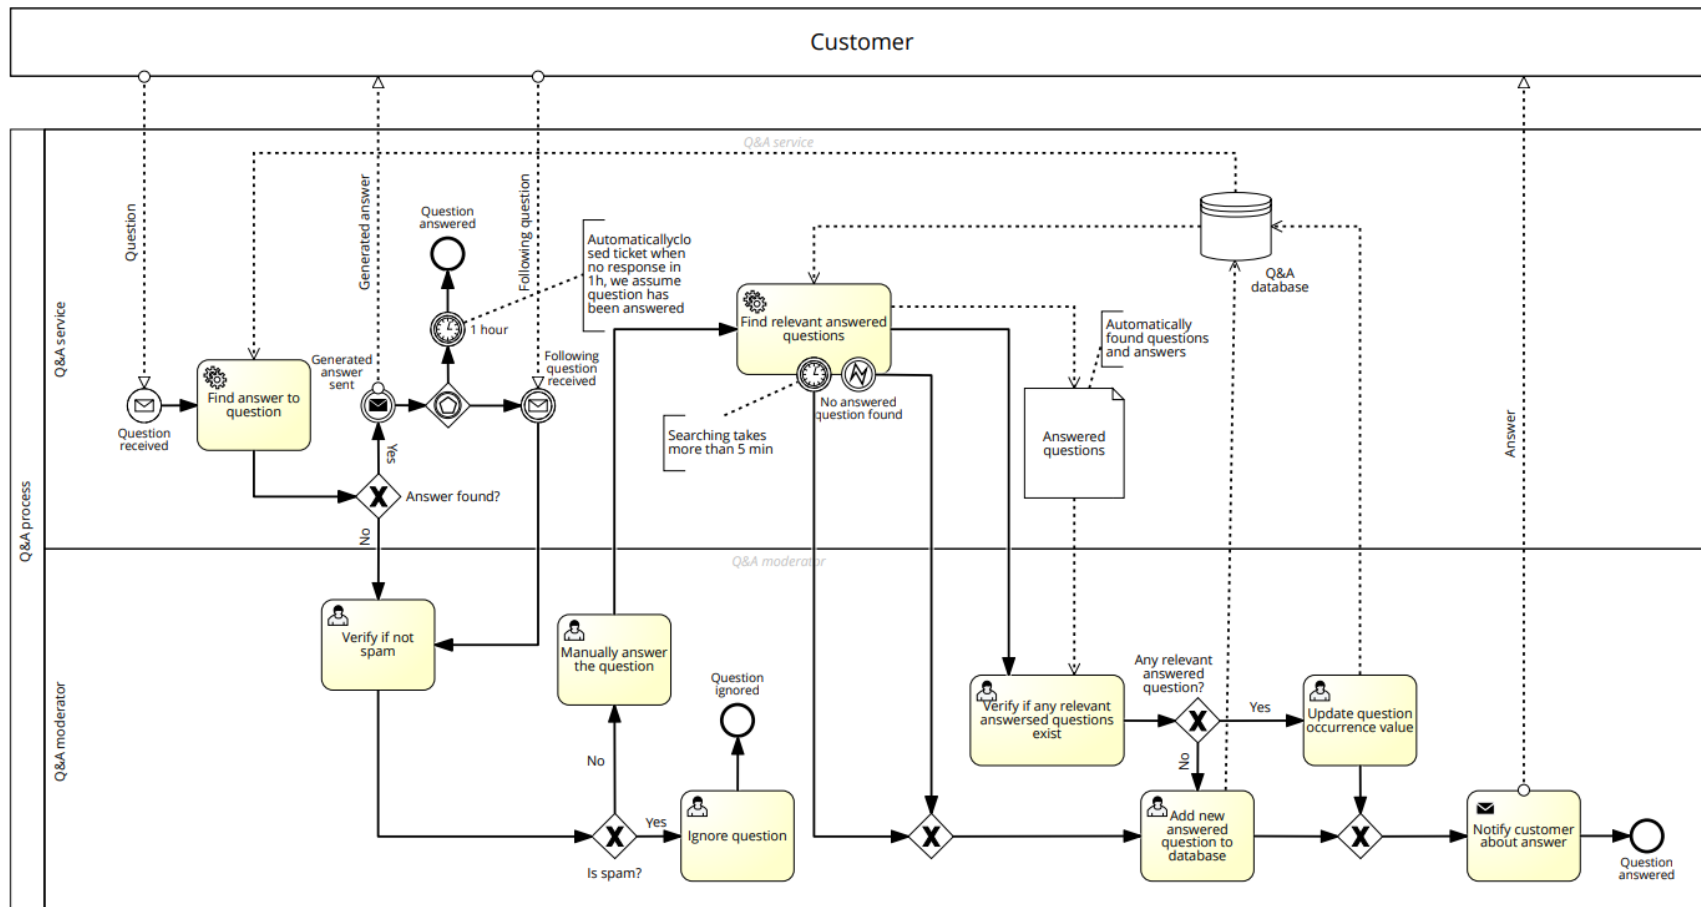 Customer
Q&A service
Q&A process
Q&A service
Q&A moderator
Q&A moderator
Question
Generated answer
Following question
Answer
Question
received
Find answer to
question
Generated
answer
sent
Question
answered
1 hour
Automaticallyclo
sed ticket when
no response in
1h, we assume
question has
been answered
Following
question
received
Yes
Answer found?
No
Find relevant answered
questions
No answered
question found
Searching takes
more than 5 min
Q&A
database
Automatically
found questions
and answers
Answered
questions
Verify if not
spam
Manually answer
the question
No
Yes
Is spam?
Question
ignored
Ignore question
Verify if any relevant
answersed questions
exist
Any relevant
answered
question?
Yes
No
Update question
occurrence value
Add new
answered
question to
database
Notify customer
about answer
Question
answered